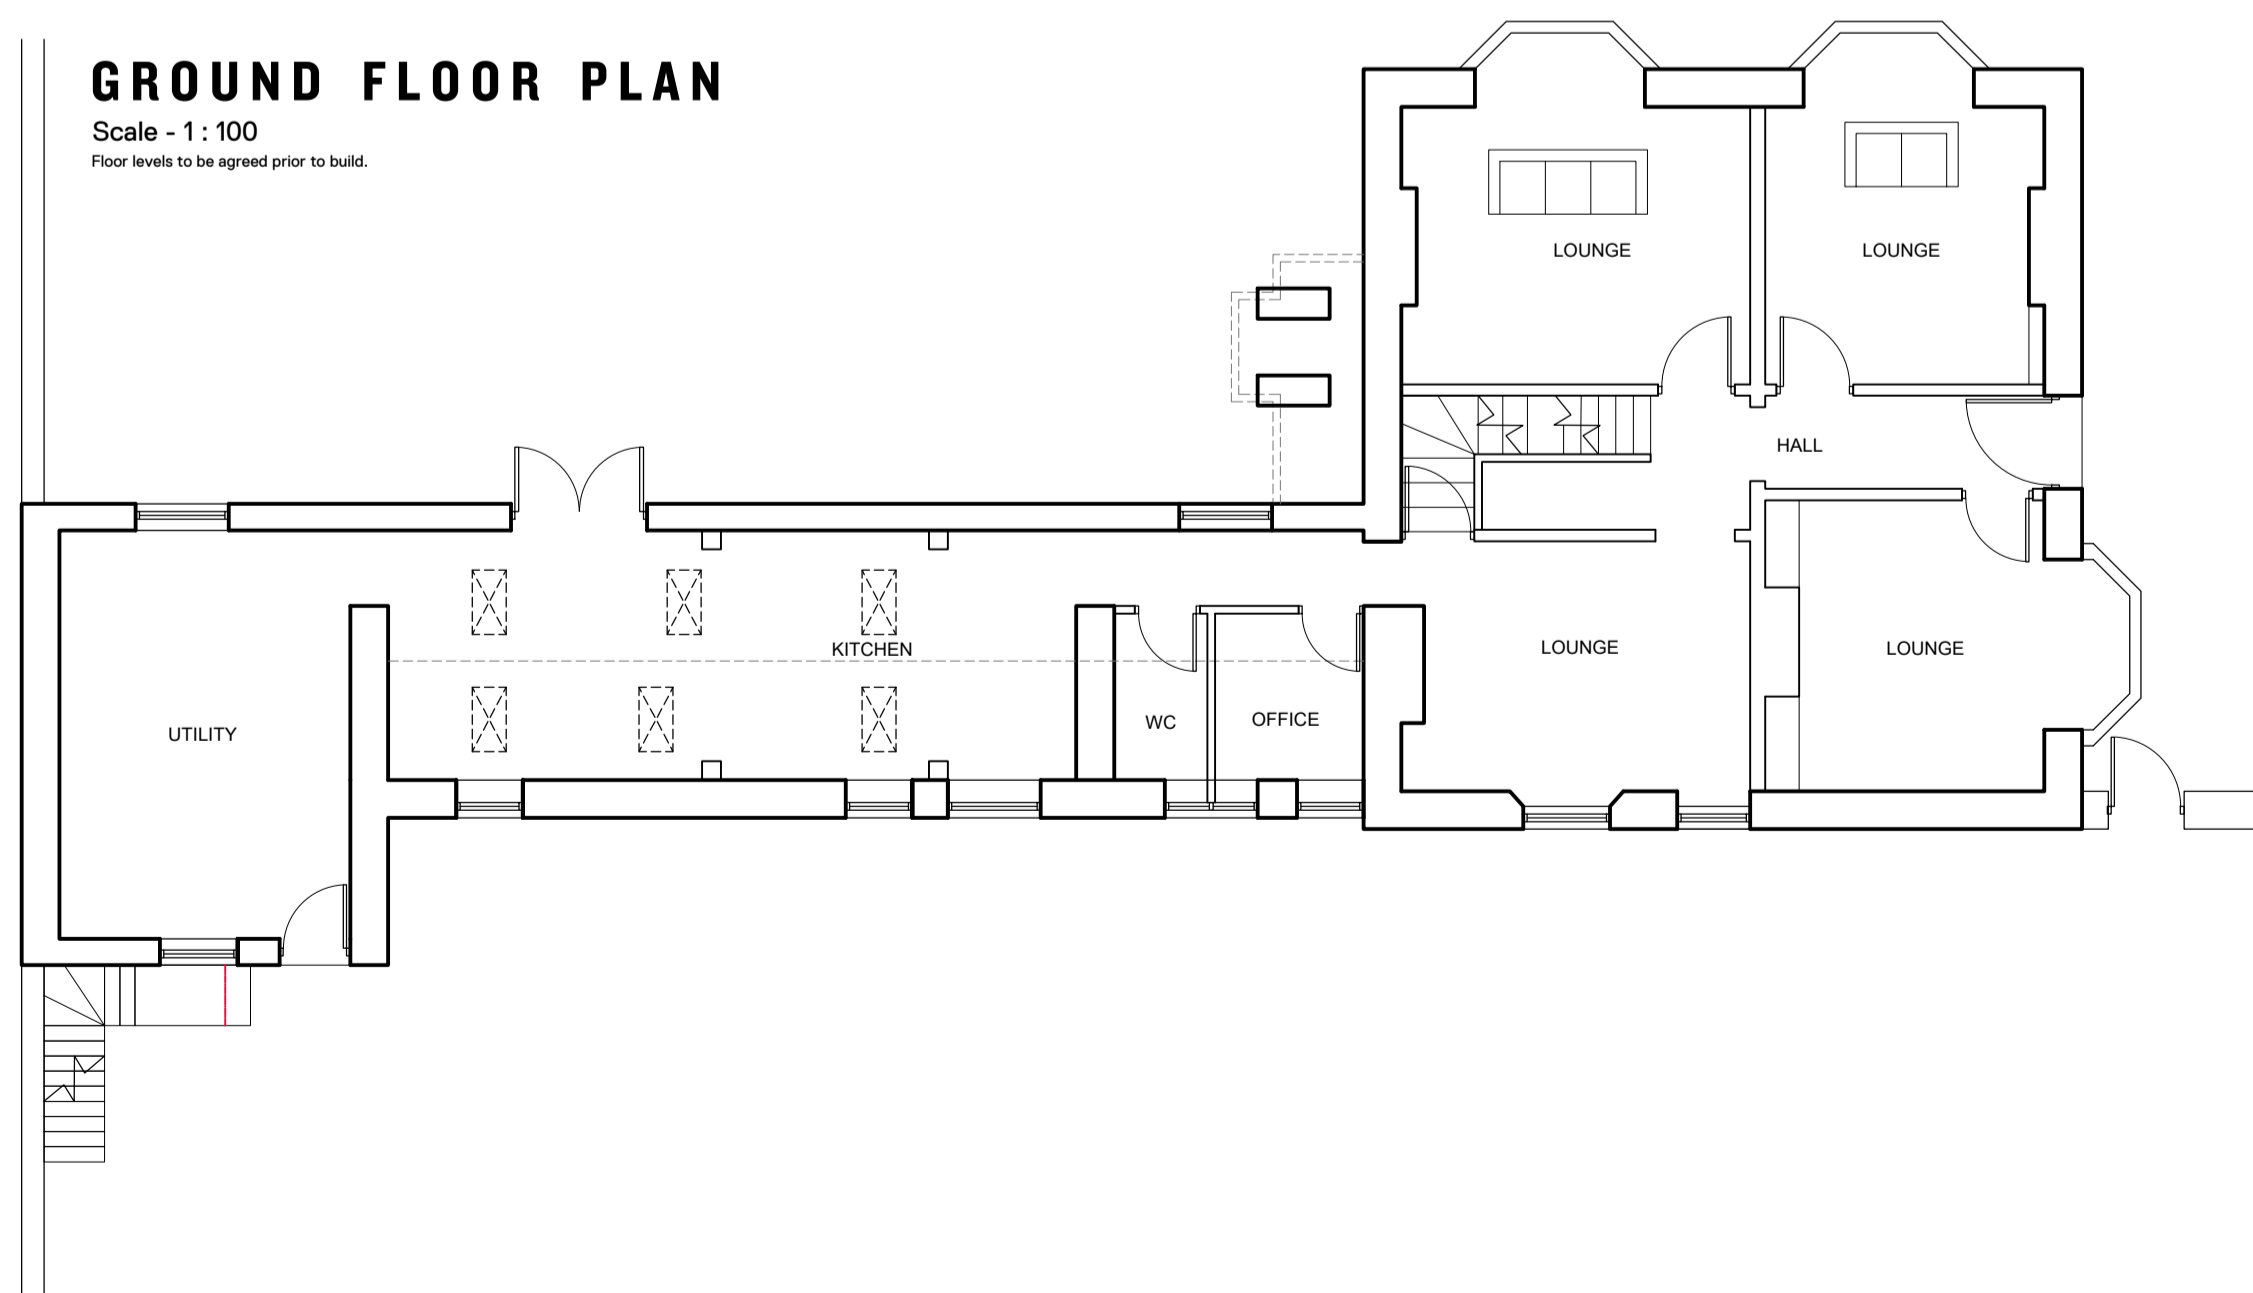 GROUND FLOOR PLAN
Scale - 1 : 100
Floor levels to be agreed prior to build.
LOUNGE
LOUNGE
HALL
KITCHEN
LOUNGE
LOUNGE
UTILITY
WC
OFFICE